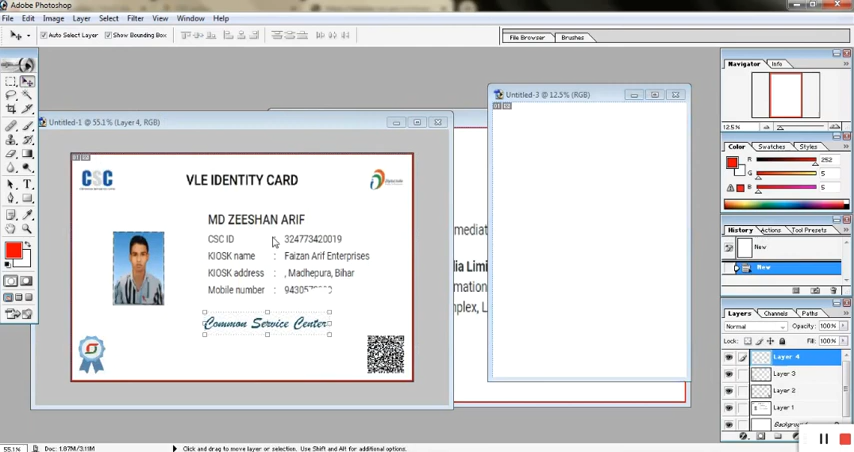 Adobe Photoshop
File Edit Image Layer Select Filter View Window Help
Auto Select Layer Show Bounding Box
File Browser Brushes
Untitled-1 @ 55.1% (Layer 4, RGB)
Untitled-3 @ 12.5% (RGB)
CSC
VLE IDENTITY CARD
MD ZEESHAN ARIF
CSC ID : 324773420019
KIOSK name : Faizan Arif Enterprises
KIOSK address : , Madhepura, Bihar
Mobile number :
Common Service Center
Navigator Info
12.5%
Color Swatches Styles
R 252
G 5
B 5
History Actions Tool Presets
New
New
Layers Channels Paths
Normal Opacity: 100%
Lock: Fill: 100%
Layer 4
Layer 3
Layer 2
Layer 1
Background
55.1% Doc: 1.87M/3.11M Click and drag to move layer or selection. Use Shift and Alt for additional options.